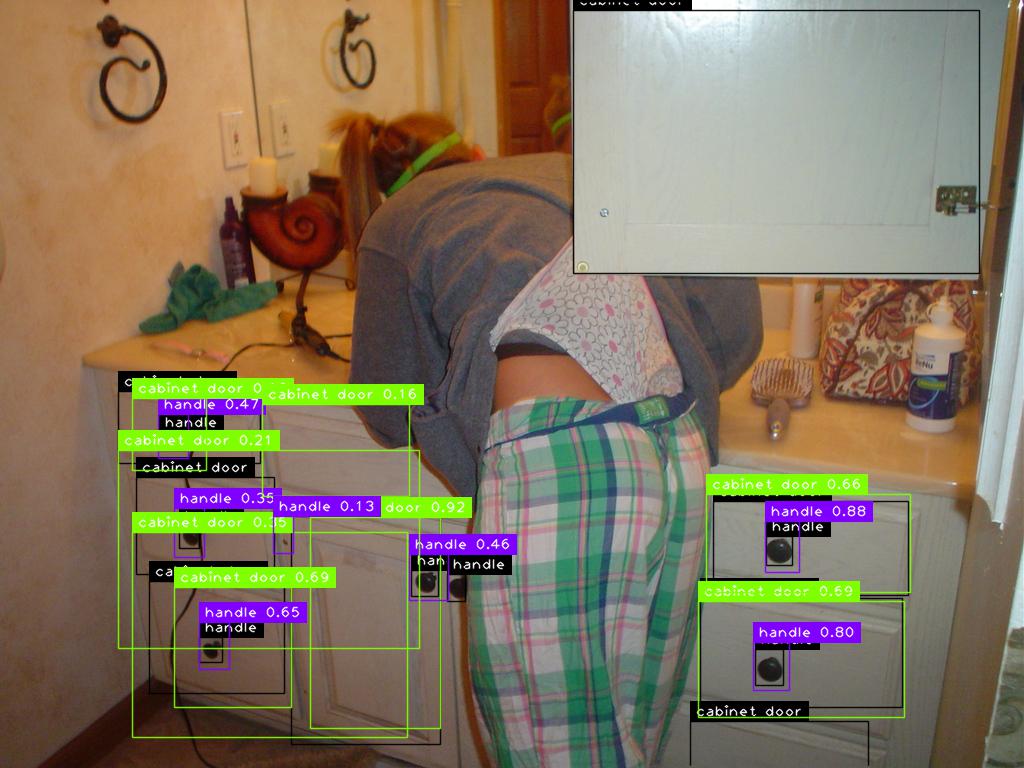 cabinet door
cabinet door 0.16
handle 0.47
handle
cabinet door 0.21
cabinet door
handle 0.35
handle 0.13
door 0.92
cabinet door 0.66
handle 0.88
handle
cabinet door 0.35
handle 0.46
han
handle
cabinet door 0.69
cabinet door 0.59
handle 0.65
handle
handle 0.80
cabinet door
ReNu